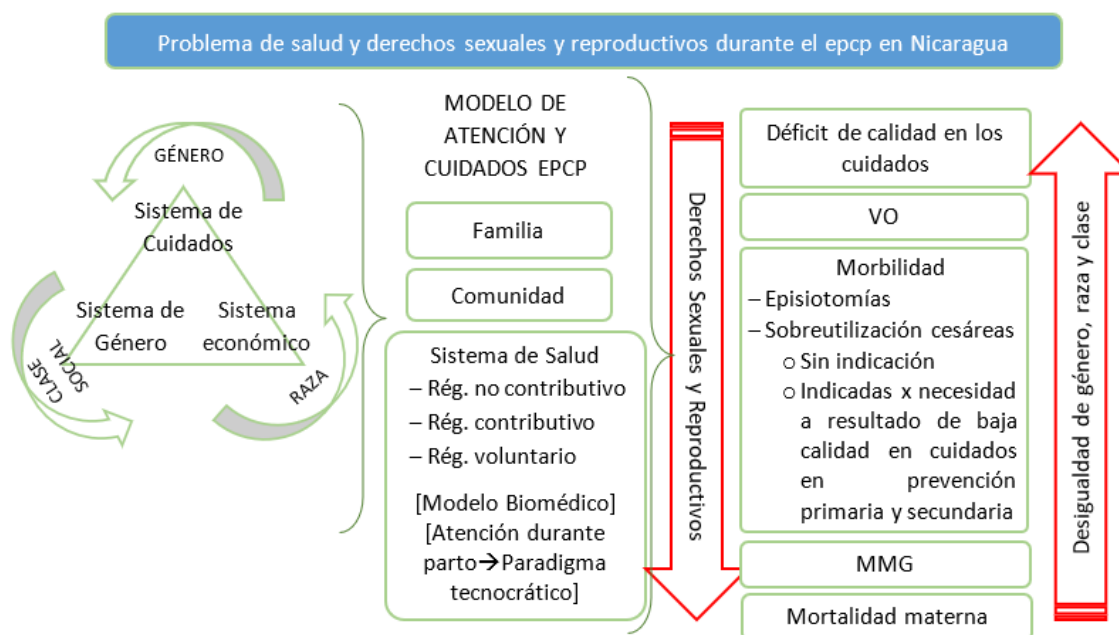 Problema de salud y derechos sexuales y reproductivos durante el epcp en Nicaragua
GÉNERO
Sistema de
Cuidados
Sistema de
Género
Sistema
económico
CLASE
SOCIAL
RAZA
MODELO DE
ATENCIÓN Y
CUIDADOS EPCP
Familia
Comunidad
Sistema de Salud
– Rég. no contributivo
– Rég. contributivo
– Rég. voluntario
[Modelo Biomédico]
[Atención durante
parto→Paradigma
tecnocrático]
Derechos Sexuales y Reproductivos
Déficit de calidad en los
cuidados
VO
Morbilidad
– Episiotomías
– Sobreutilización cesáreas
o Sin indicación
o Indicadas x necesidad
a resultado de baja
calidad en cuidados
en prevención
primaria y secundaria
MMG
Mortalidad materna
Desigualdad de género, raza y clase